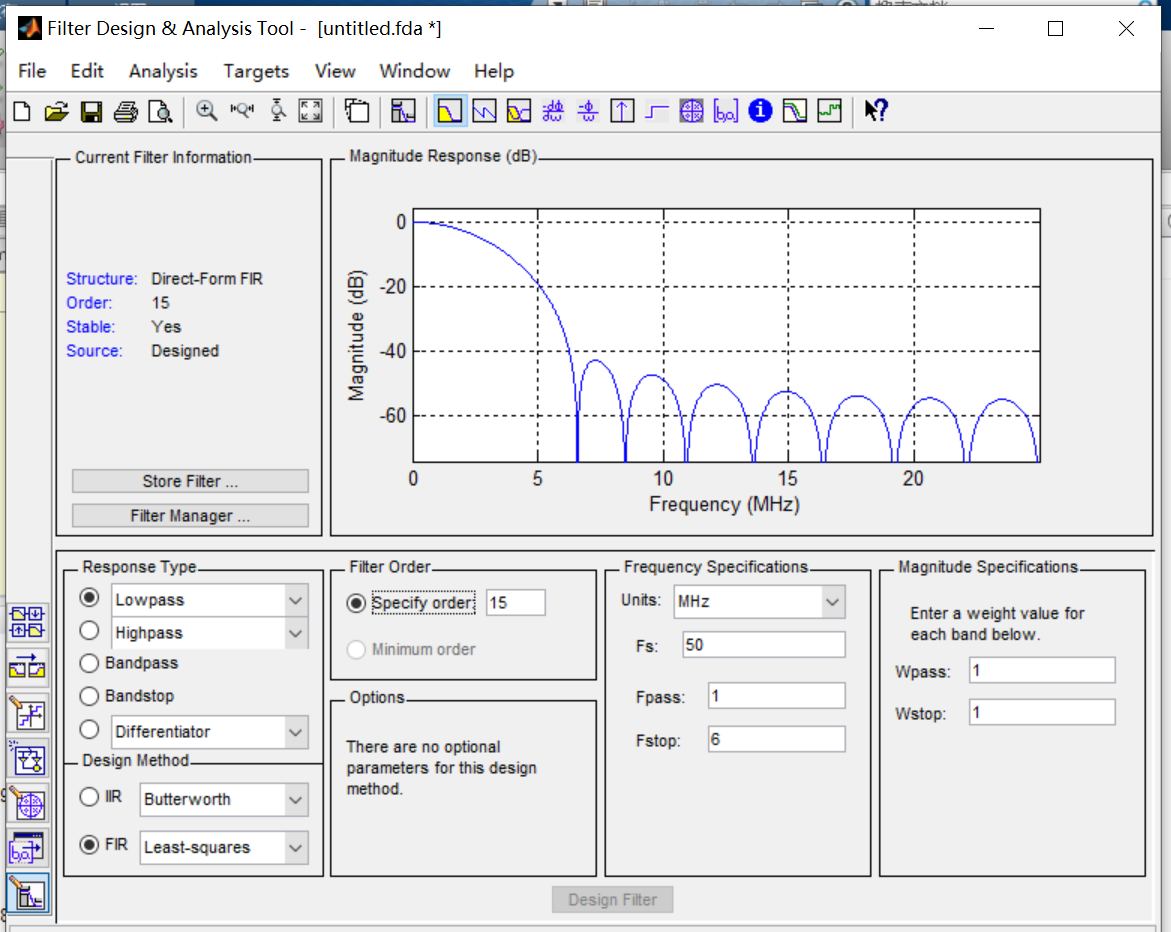 Filter Design & Analysis Tool - [untitled.fda *]
File Edit Analysis Targets View Window Help
Current Filter Information
Structure: Direct-Form FIR
Order: 15
Stable: Yes
Source: Designed
Store Filter ...
Filter Manager ...
Magnitude Response (dB)
Magnitude (dB)
0
-20
-40
-60
0 5 10 15 20
Frequency (MHz)
Response Type
Lowpass
Highpass
Bandpass
Bandstop
Differentiator
Design Method
IIR Butterworth
FIR Least-squares
Filter Order
Specify order: 15
Minimum order
Options
There are no optional
parameters for this design
method.
Frequency Specifications
Units: MHz
Fs: 50
Fpass: 1
Fstop: 6
Magnitude Specifications
Enter a weight value for
each band below.
Wpass: 1
Wstop: 1
Design Filter